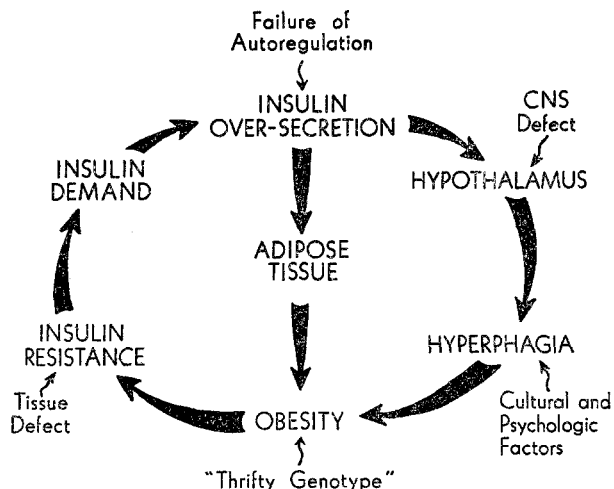 Failure of
Autoregulation
INSULIN
OVER-SECRETION
CNS
Defect
INSULIN
DEMAND
HYPOTHALAMUS
ADIPOSE
TISSUE
INSULIN
RESISTANCE
HYPERPHAGIA
Tissue
Defect
OBESITY
Cultural and
Psychologic
Factors
"Thrifty Genotype"